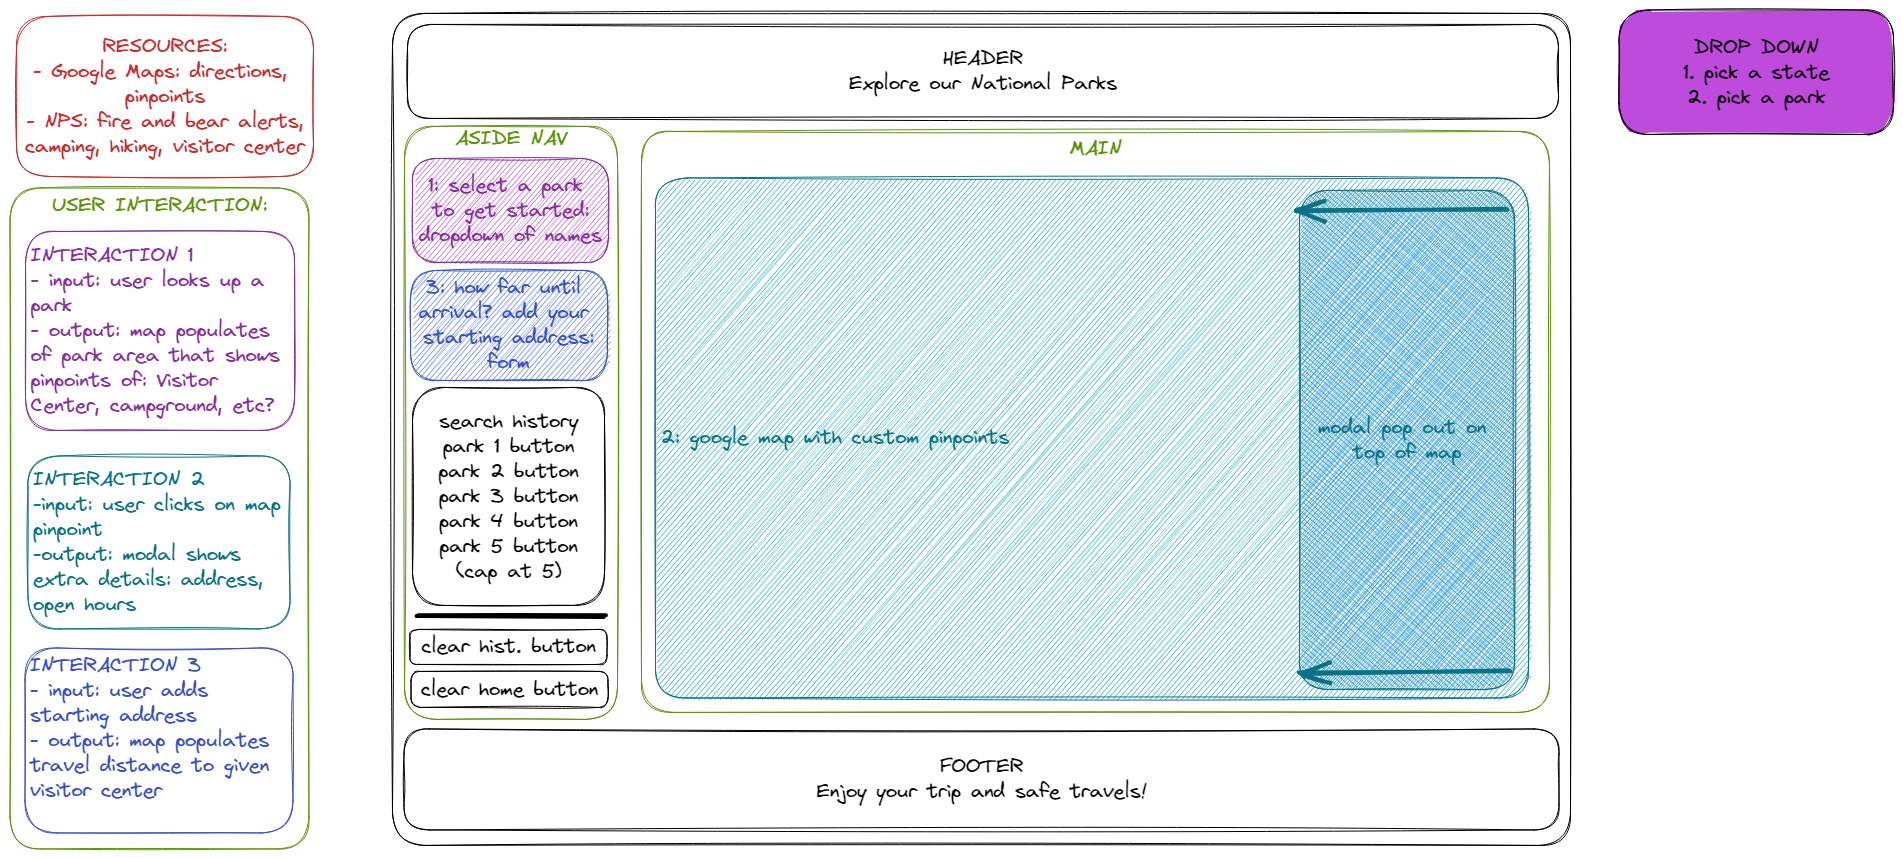 RESOURCES:
- Google Maps: directions,
pinpoints
- NPS: fire and bear alerts,
camping, hiking, visitor center
USER INTERACTION:
INTERACTION 1
- input: user looks up a
park
- output: map populates
of park area that shows
pinpoints of: Visitor
Center, campground, etc?
INTERACTION 2
-input: user clicks on map
pinpoint
-output: modal shows
extra details: address,
open hours
INTERACTION 3
- input: user adds
starting address
- output: map populates
travel distance to given
visitor center
HEADER
Explore our National Parks
ASIDE NAV
1: select a park
to get started:
dropdown of names
3: how far until
arrival? add your
starting address:
form
search history
park 1 button
park 2 button
park 3 button
park 4 button
park 5 button
(cap at 5)
clear hist. button
clear home button
MAIN
2: google map with custom pinpoints
modal pop out on
top of map
FOOTER
Enjoy your trip and safe travels!
DROP DOWN
1. pick a state
2. pick a park